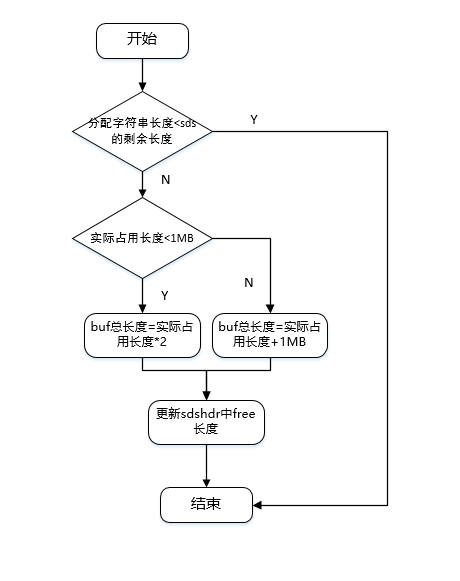 开始
分配字符串长度<sds
的剩余长度
Y
N
实际占用长度<1MB
Y
N
buf总长度=实际占
用长度*2
buf总长度=实际占
用长度+1MB
更新sdshdr中free
长度
结束